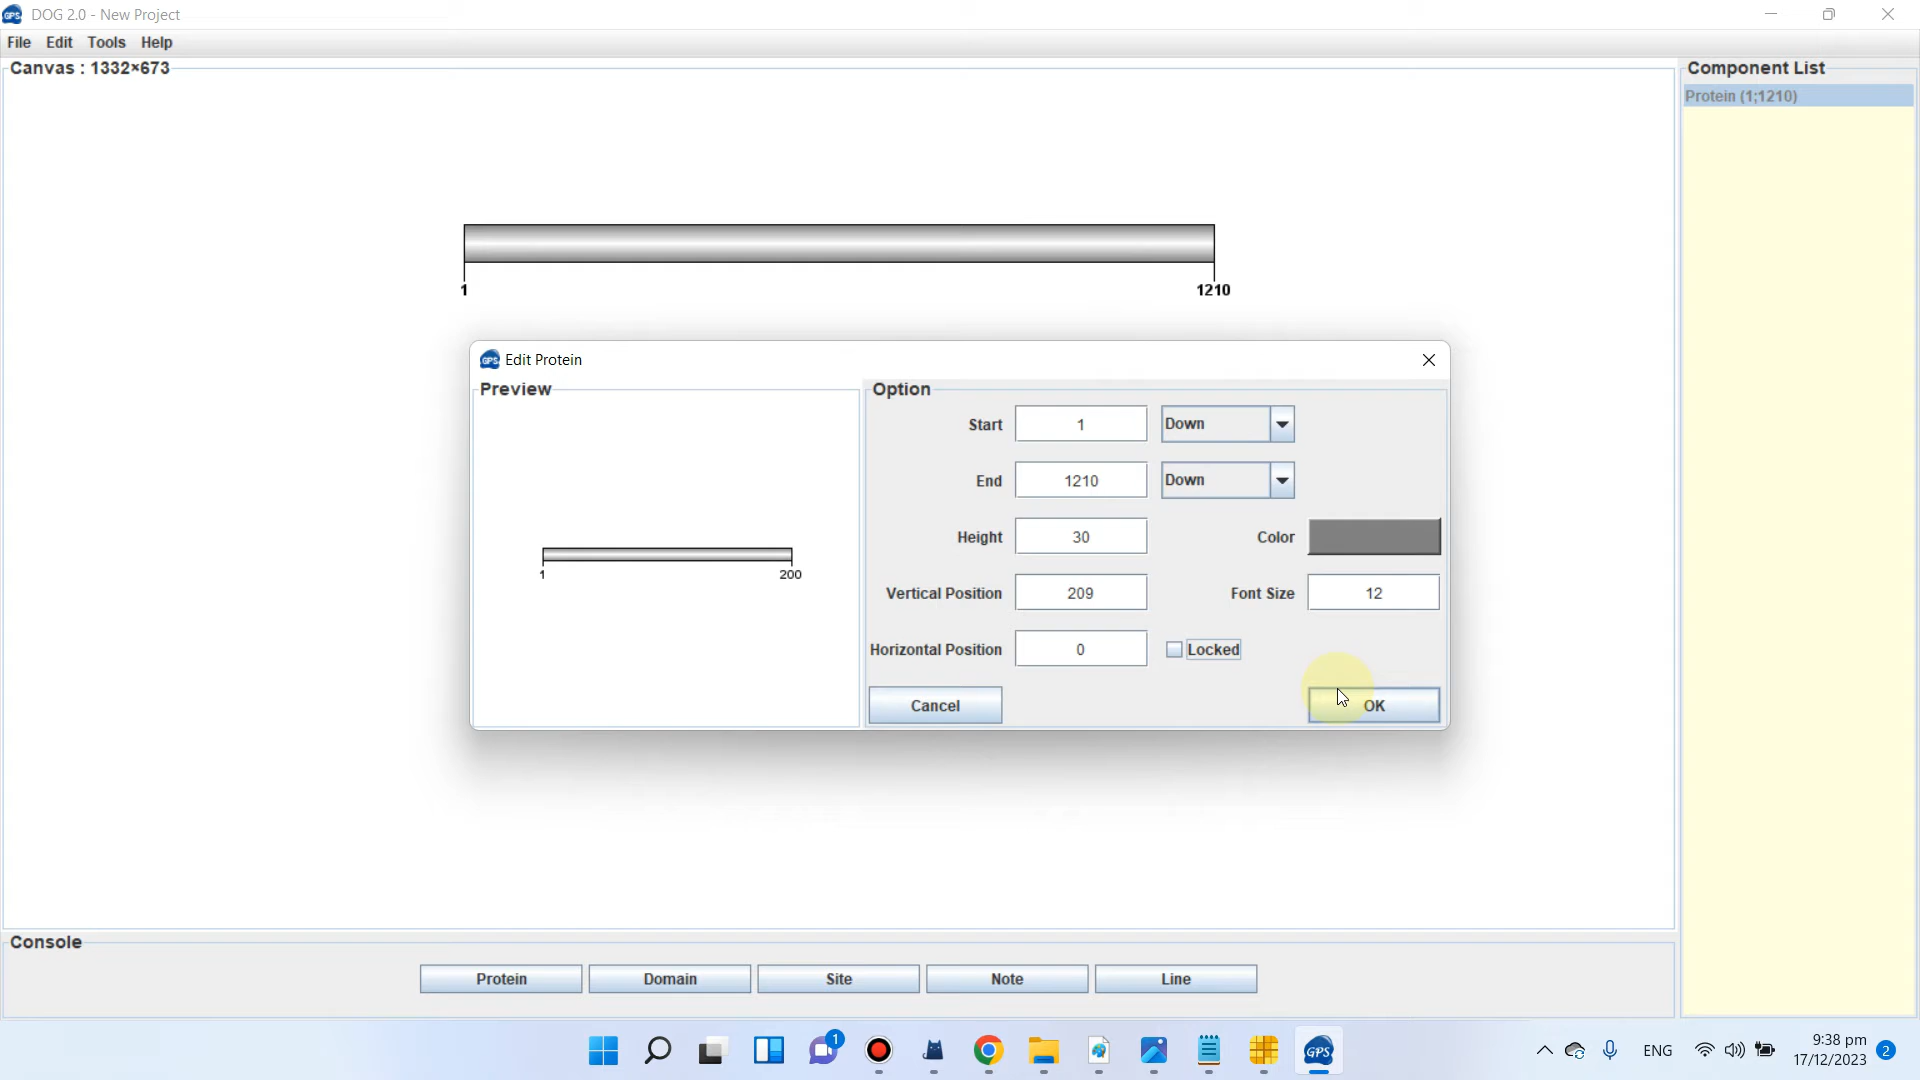 GPS DOG 2.0 - New Project
File Edit Tools Help
Canvas : 1332×673
Component List
Protein (1;1210)
1 1210
GPS Edit Protein
Preview
Option
Start 1 Down
End 1210 Down
Height 30 Color
1 200
Vertical Position 209 Font Size 12
Horizontal Position 0 Locked
Cancel OK
Console
Protein Domain Site Note Line
1 GPS ENG 9:38 pm
17/12/2023 2